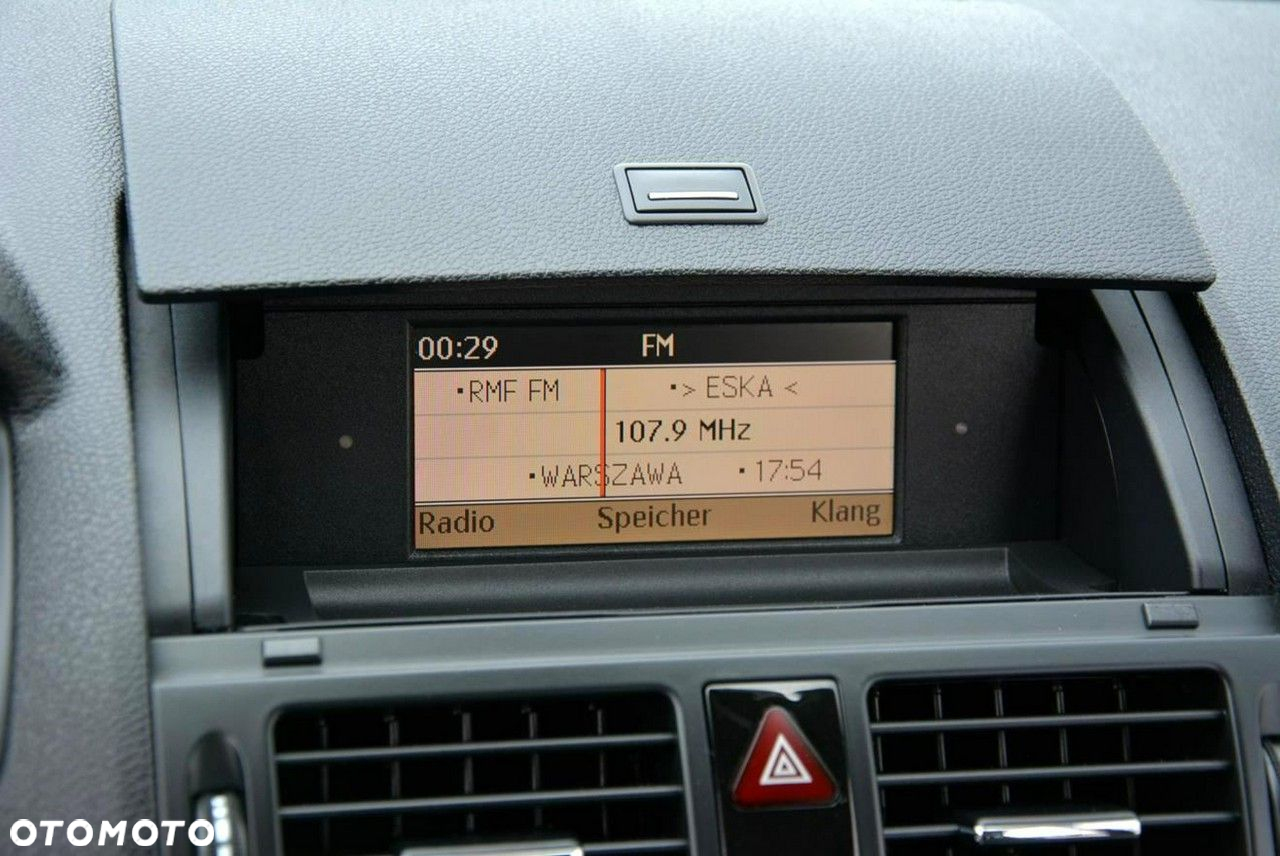 00:29 FM
·RMF FM ·> ESKA <
107.9 MHz
·WARSZAWA ·17:54
Radio Speicher Klang
OTOMOTO